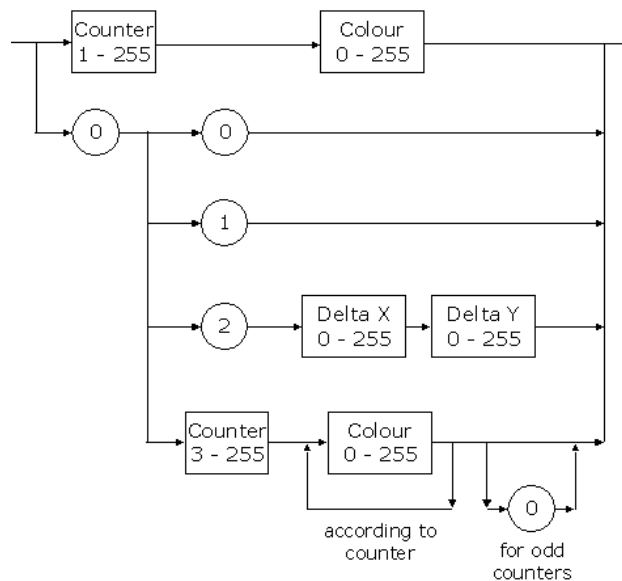 Counter
1 - 255
Colour
0 - 255
0
0
1
2
Delta X
0 - 255
Delta Y
0 - 255
Counter
3 - 255
Colour
0 - 255
0
according to
counter
for odd
counters